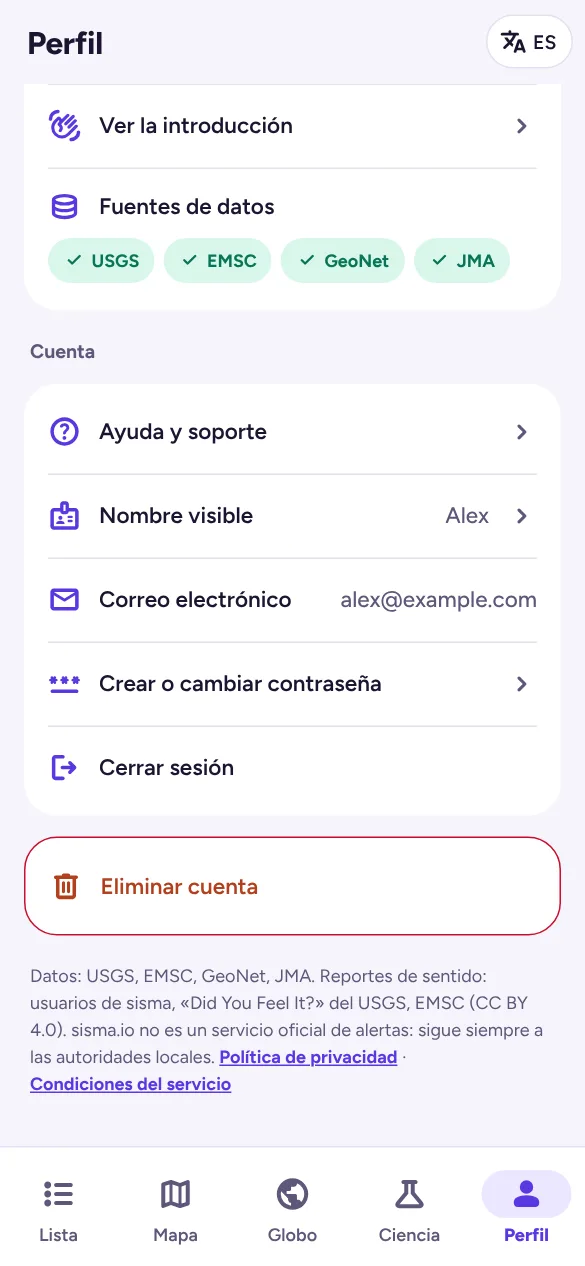 Perfil
ES
Ver la introducción
Fuentes de datos
USGS
EMSC
GeoNet
JMA
Cuenta
Ayuda y soporte
Nombre visible
Alex
Correo electrónico
alex@example.com
Crear o cambiar contraseña
Cerrar sesión
Eliminar cuenta
Datos: USGS, EMSC, GeoNet, JMA. Reportes de sentido:
usuarios de sisma, «Did You Feel It?» del USGS, EMSC (CC BY
4.0). sisma.io no es un servicio oficial de alertas: sigue siempre a
las autoridades locales. Política de privacidad ·
Condiciones del servicio
Lista
Mapa
Globo
Ciencia
Perfil